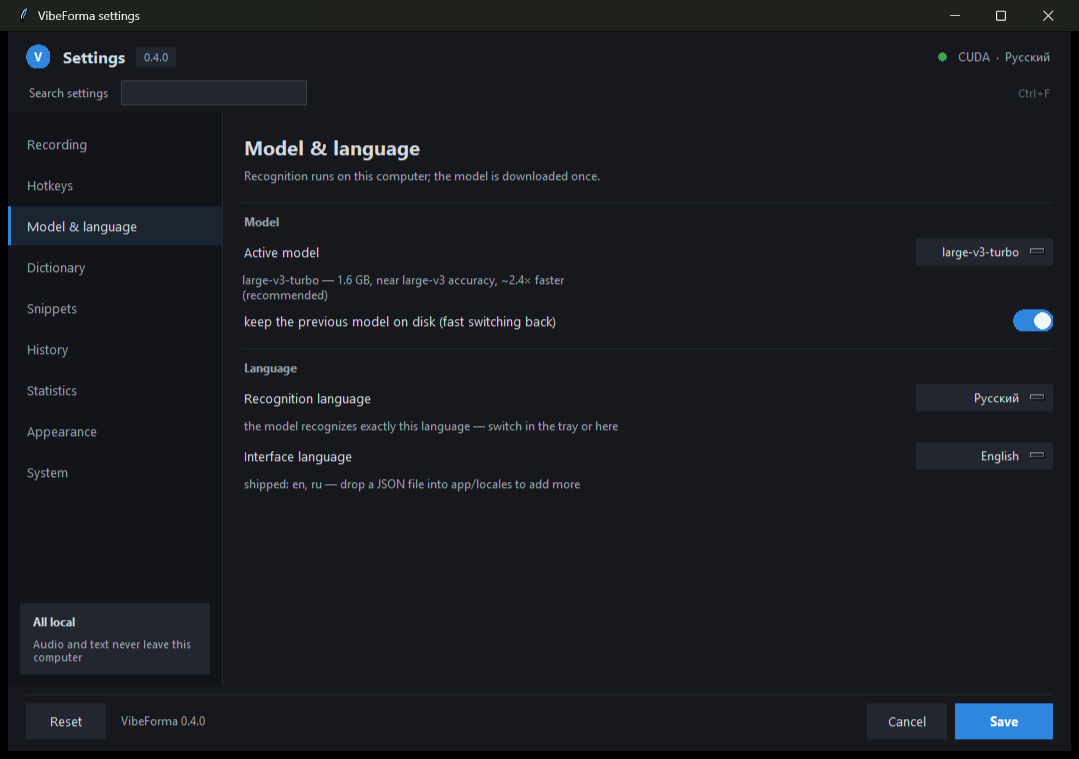 VibeForma settings
V
Settings
0.4.0
CUDA · Русский
Search settings
Ctrl+F
Recording
Hotkeys
Model & language
Dictionary
Snippets
History
Statistics
Appearance
System
All local
Audio and text never leave this
computer
Model & language
Recognition runs on this computer; the model is downloaded once.
Model
Active model
large-v3-turbo
large-v3-turbo — 1.6 GB, near large-v3 accuracy, ~2.4× faster
(recommended)
keep the previous model on disk (fast switching back)
Language
Recognition language
Русский
the model recognizes exactly this language — switch in the tray or here
Interface language
English
shipped: en, ru — drop a JSON file into app/locales to add more
Reset
VibeForma 0.4.0
Cancel
Save